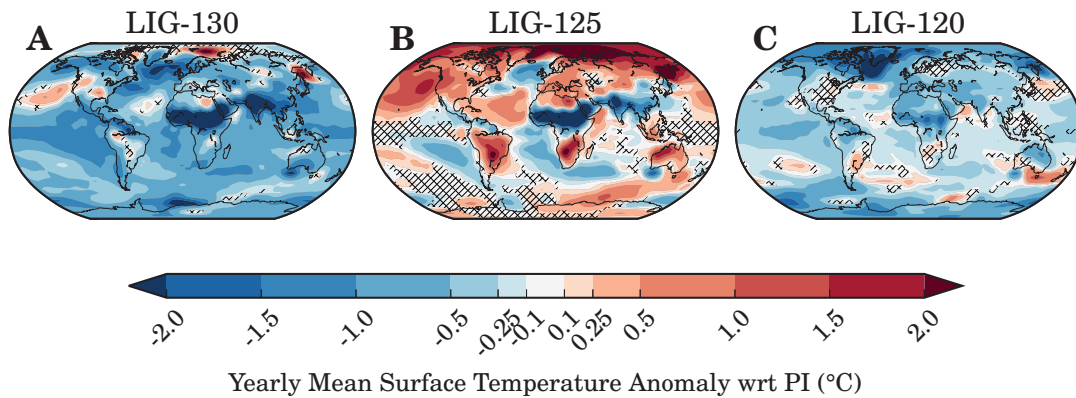 A LIG-130
B LIG-125
C LIG-120
-2.0 -1.5 -1.0 -0.5 -0.25 -0.1 0.1 0.25 0.5 1.0 1.5 2.0
Yearly Mean Surface Temperature Anomaly wrt PI (°C)